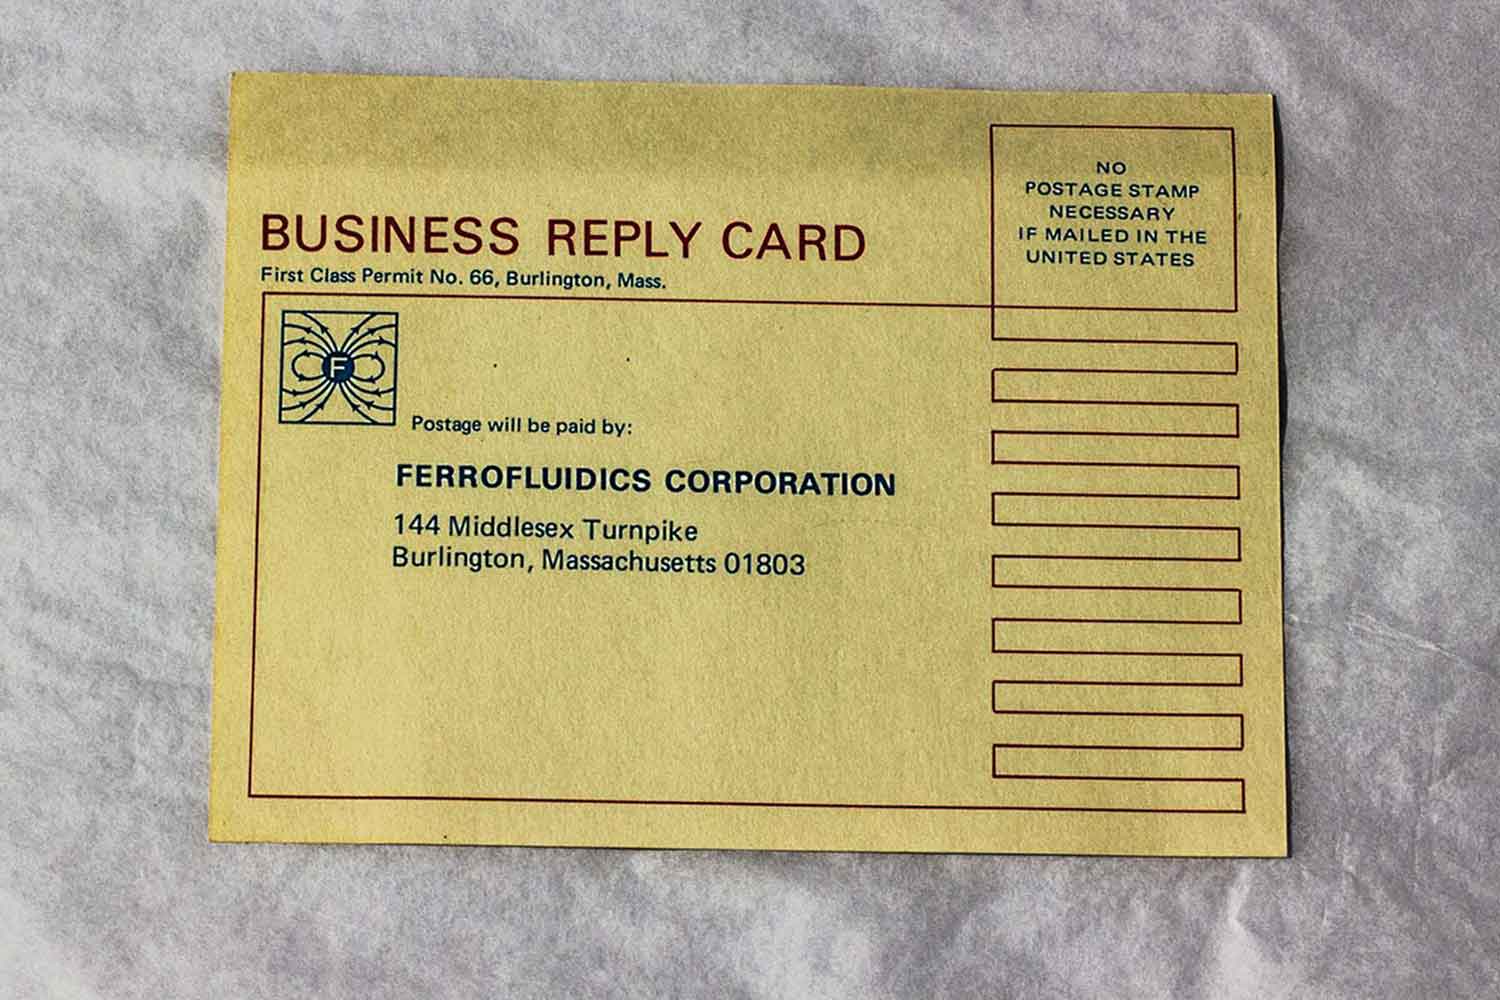 NO
POSTAGE STAMP
NECESSARY
IF MAILED IN THE
UNITED STATES
BUSINESS REPLY CARD
First Class Permit No. 66, Burlington, Mass.
F
Postage will be paid by:
FERROFLUIDICS CORPORATION
144 Middlesex Turnpike
Burlington, Massachusetts 01803